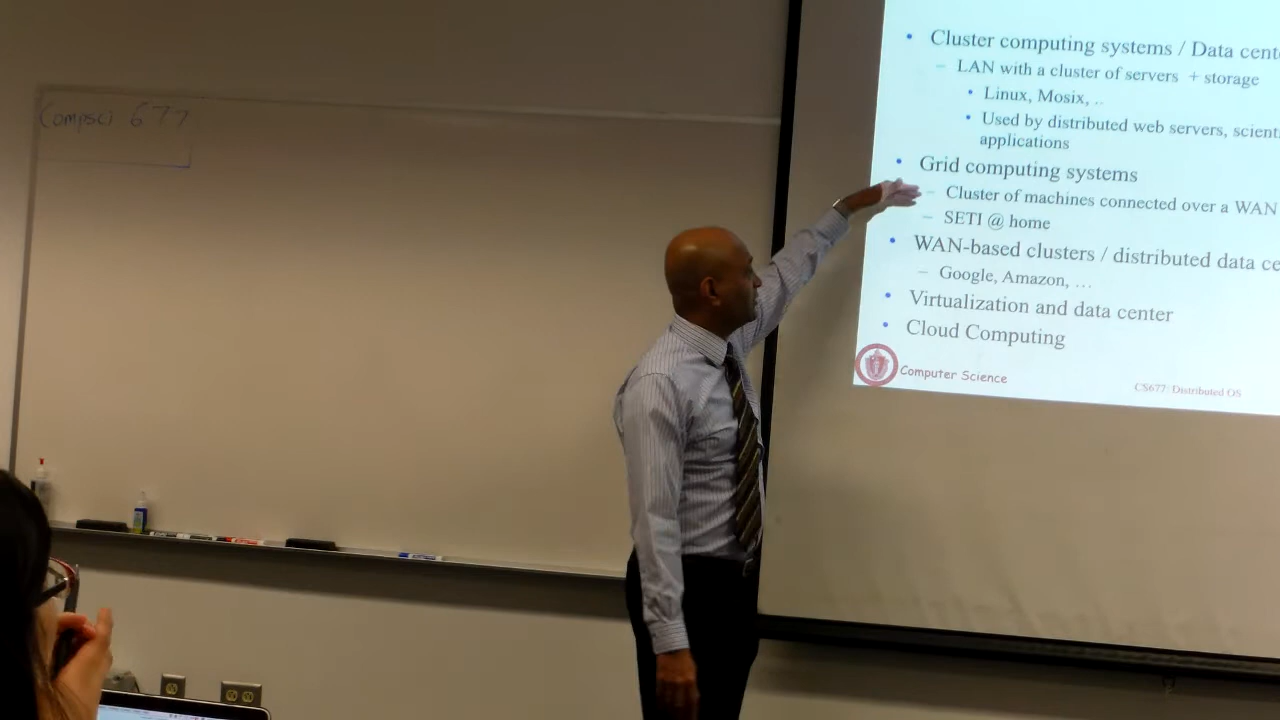 Compsci 677
• Cluster computing systems / Data cent
– LAN with a cluster of servers + storage
• Linux, Mosix, ..
• Used by distributed web servers, scient
applications
• Grid computing systems
– Cluster of machines connected over a WAN
– SETI @ home
• WAN-based clusters / distributed data ce
– Google, Amazon, …
• Virtualization and data center
• Cloud Computing
Computer Science
CS677: Distributed OS